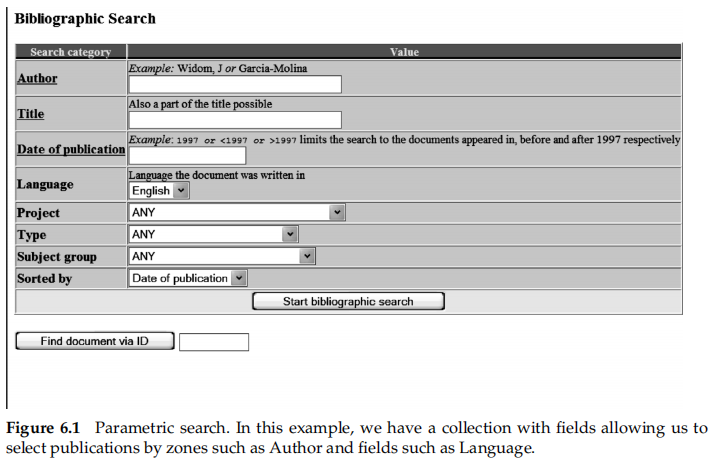 Bibliographic Search
Search category Value
Author Example: Widom, J or Garcia-Molina
Title Also a part of the title possible
Date of publication Example: 1997 or <1997 or >1997 limits the search to the documents appeared in, before and after 1997 respectively
Language Language the document was written in
English
Project ANY
Type ANY
Subject group ANY
Sorted by Date of publication
Start bibliographic search
Find document via ID
Figure 6.1 Parametric search. In this example, we have a collection with fields allowing us to
select publications by zones such as Author and fields such as Language.